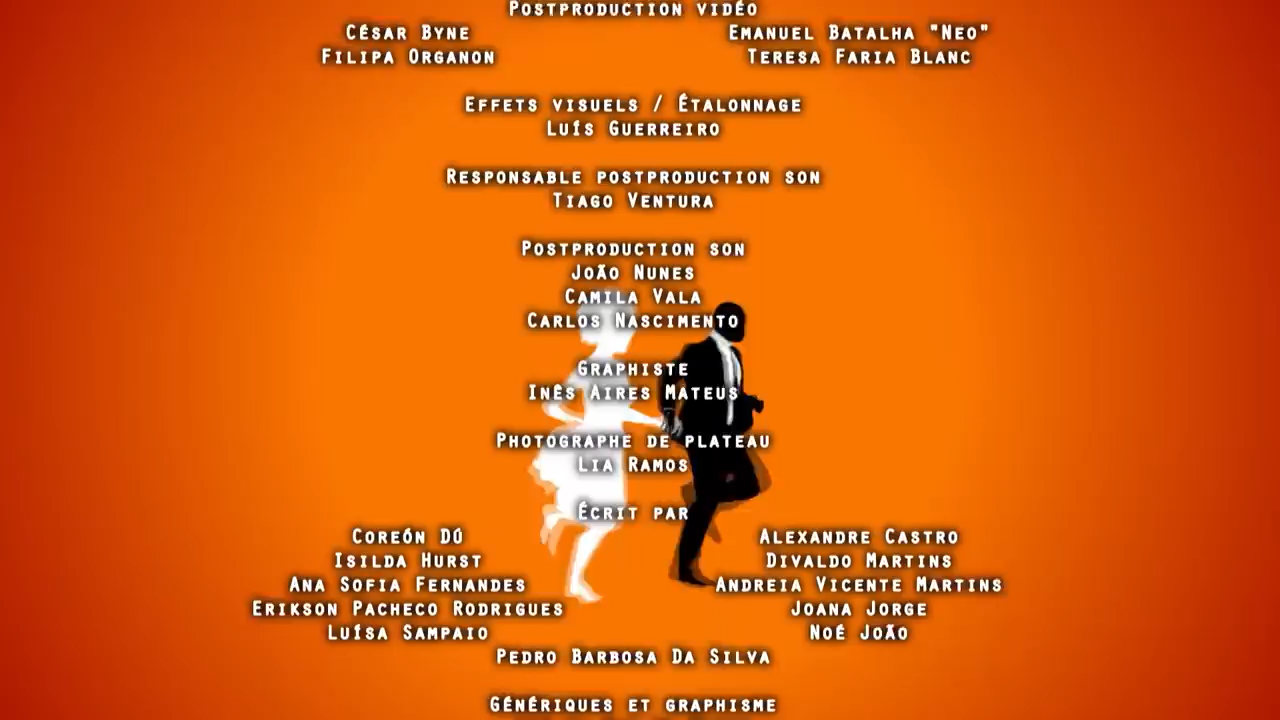 Postproduction vidéo
César Byne Emanuel Batalha "Neo"
Filipa Organon Teresa Faria Blanc
Effets visuels / Étalonnage
Luís Guerreiro
Responsable postproduction son
Tiago Ventura
Postproduction son
João Nunes
Camila Vala
Carlos Nascimento
Graphiste
Inês Aires Mateus
Photographe de plateau
Lia Ramos
Écrit par
Coreón Dú Alexandre Castro
Isilda Hurst Divaldo Martins
Ana Sofia Fernandes Andreia Vicente Martins
Erikson Pacheco Rodrigues Joana Jorge
Luísa Sampaio Noé João
Pedro Barbosa Da Silva
Génériques et graphisme